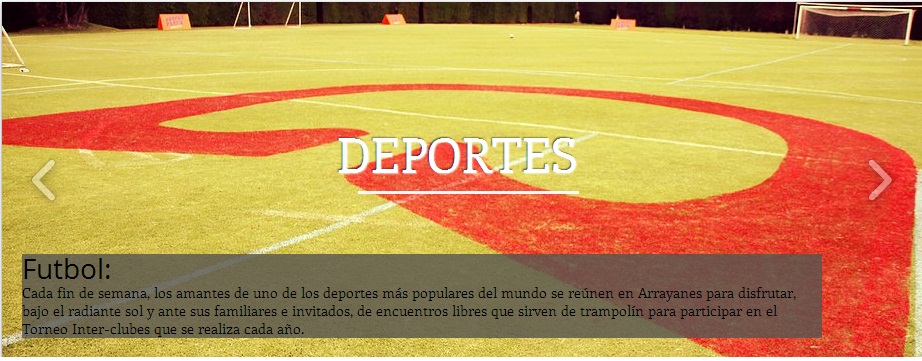 DEPORTES
Futbol:
Cada fin de semana, los amantes de uno de los deportes más populares del mundo se reúnen en Arrayanes para disfrutar,
bajo el radiante sol y ante sus familiares e invitados, de encuentros libres que sirven de trampolín para participar en el
Torneo Inter-clubes que se realiza cada año.